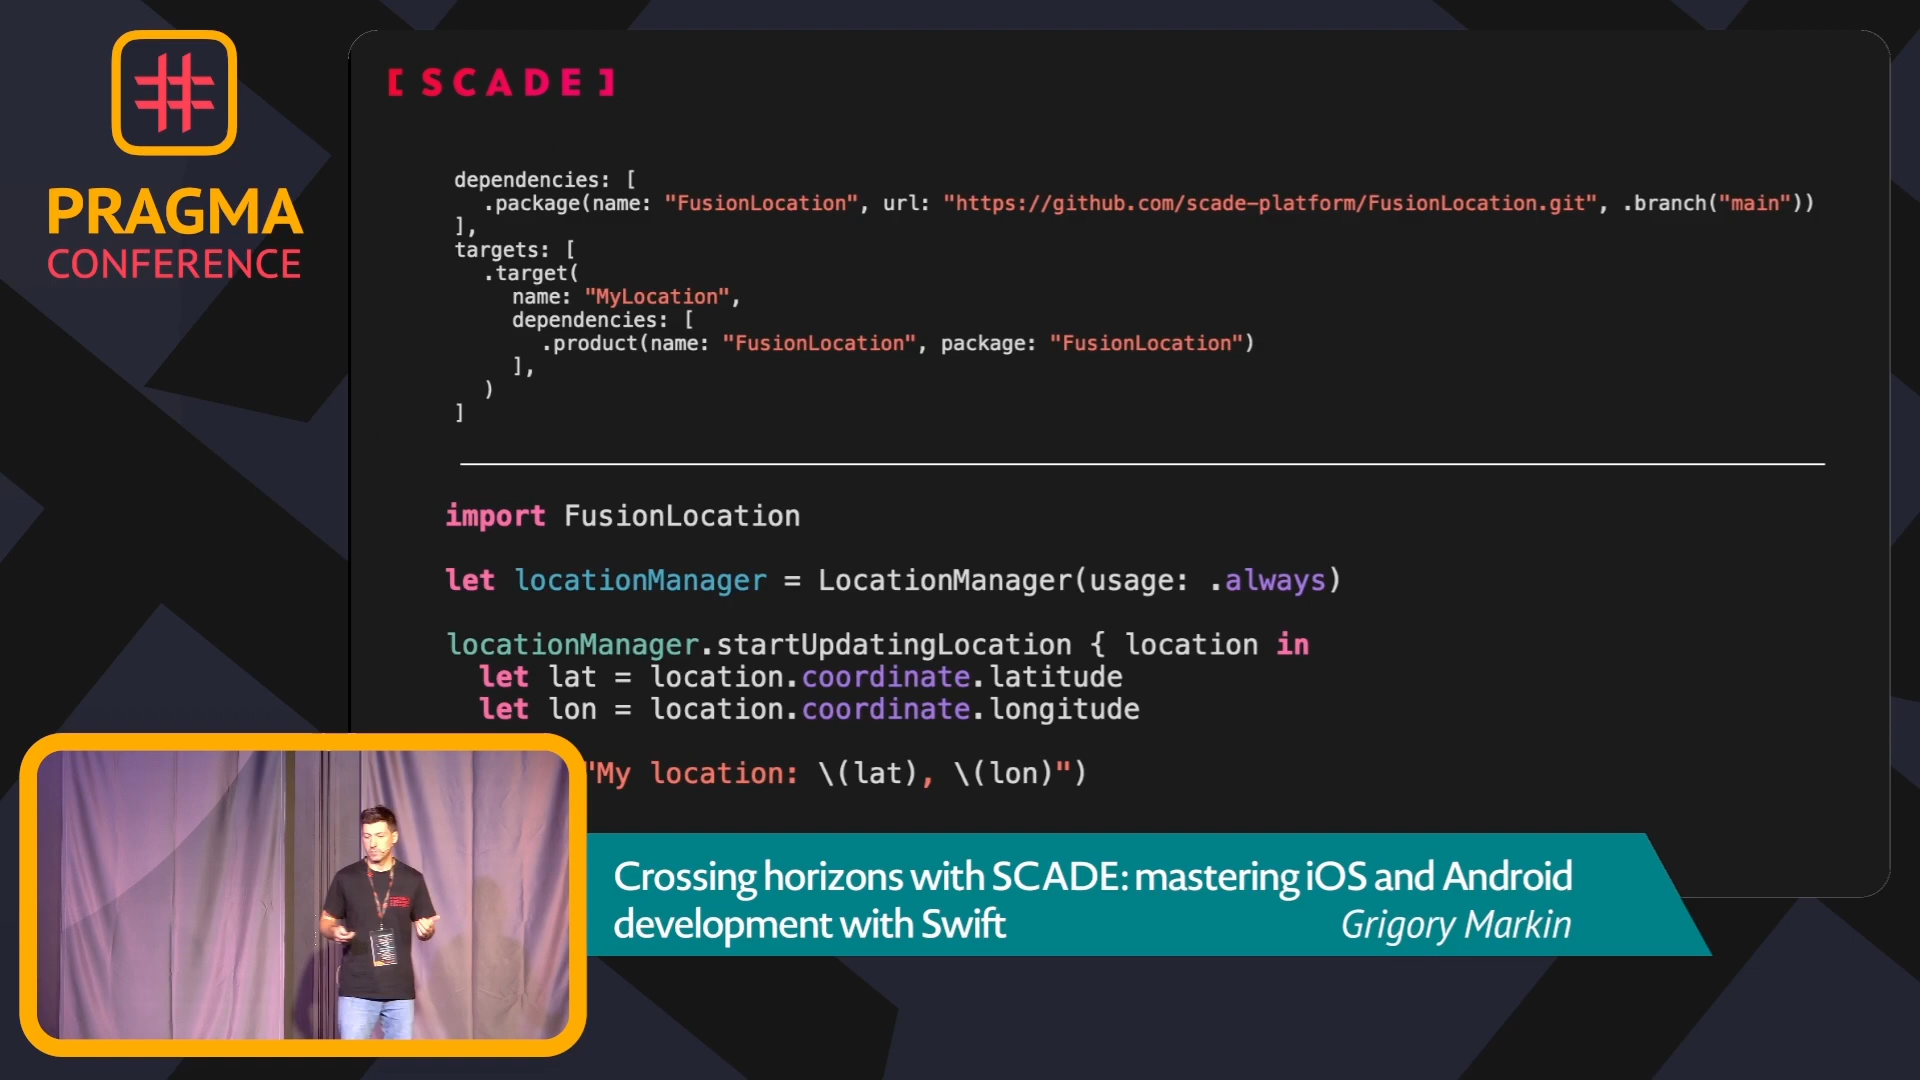 PRAGMA
CONFERENCE
[SCADE]
dependencies: [
.package(name: "FusionLocation", url: "https://github.com/scade-platform/FusionLocation.git", .branch("main"))
],
targets: [
.target(
name: "MyLocation",
dependencies: [
.product(name: "FusionLocation", package: "FusionLocation")
],
)
]
import FusionLocation
let locationManager = LocationManager(usage: .always)
locationManager.startUpdatingLocation { location in
let lat = location.coordinate.latitude
let lon = location.coordinate.longitude
"My location: \(lat), \(lon)")
Crossing horizons with SCADE: mastering iOS and Android
development with Swift
Grigory Markin